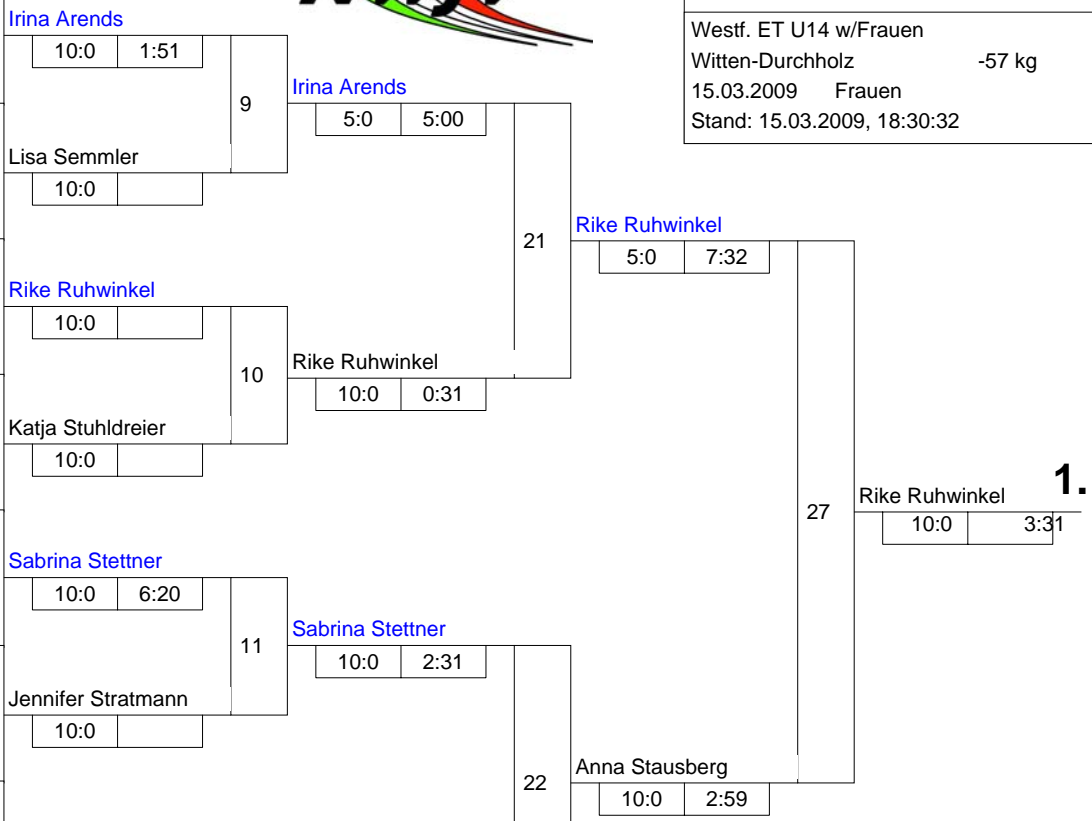 Westf. ET U14 w/Frauen
Witten-Durchholz -57 kg
15.03.2009 Frauen
Stand: 15.03.2009, 18:30:32
Irina Arends
10:0 1:51
9
Irina Arends
5:0 5:00
Lisa Semmler
10:0
21
Rike Ruhwinkel
5:0 7:32
Rike Ruhwinkel
10:0
10
Rike Ruhwinkel
10:0 0:31
Katja Stuhldreier
10:0
27
Rike Ruhwinkel 1.
10:0 3:31
Sabrina Stettner
10:0 6:20
11
Sabrina Stettner
10:0 2:31
Jennifer Stratmann
10:0
22
Anna Stausberg
10:0 2:59